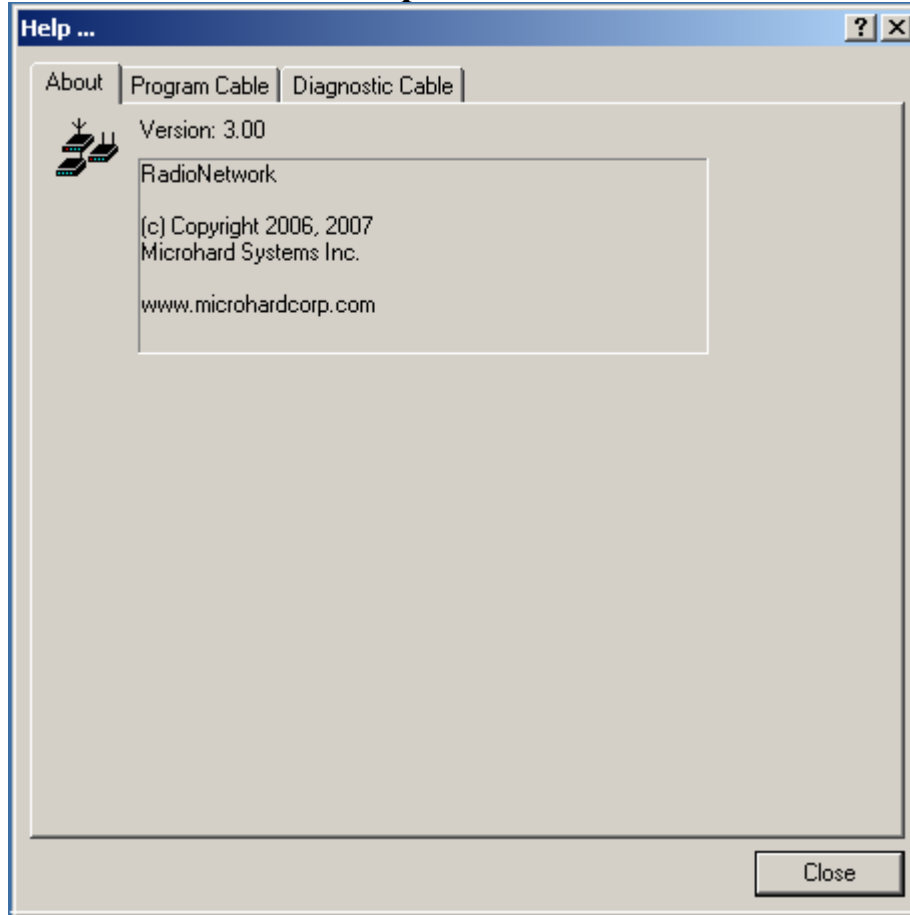 Help ...
About
Program Cable
Diagnostic Cable
Version: 3.00
RadioNetwork
(c) Copyright 2006, 2007
Microhard Systems Inc.
www.microhardcorp.com
Close